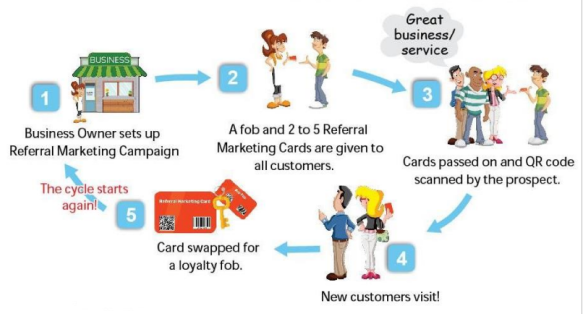 BUSINESS
1
Business Owner sets up
Referral Marketing Campaign
2
A fob and 2 to 5 Referral
Marketing Cards are given to
all customers.
Great
business/
service
3
Cards passed on and QR code
scanned by the prospect.
4
New customers visit!
5
Referral Marketing Card
Card swapped for
a loyalty fob.
The cycle starts
again!